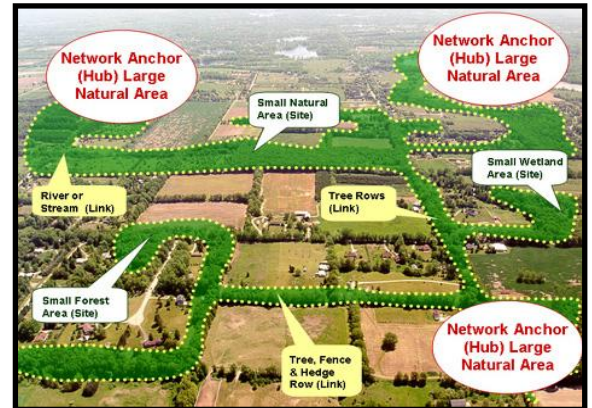 Network Anchor
(Hub) Large
Natural Area
Network Anchor
(Hub) Large
Natural Area
Small Natural
Area (Site)
Small Wetland
Area (Site)
River or
Stream (Link)
Tree Rows
(Link)
Small Forest
Area (Site)
Network Anchor
(Hub) Large
Natural Area
Tree, Fence
& Hedge
Row (Link)